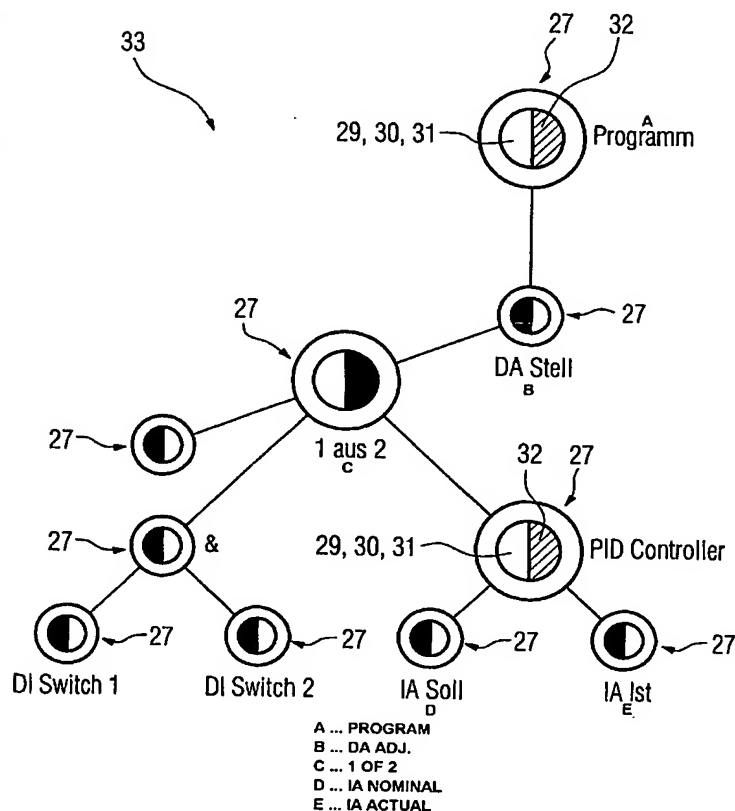 33
27 32
29, 30, 31
A
Programm
27
27
DA Stell
B
27
1 aus 2
C
32 27
27 &
29, 30, 31
PID Controller
27
27
27
27
DI Switch 1
DI Switch 2
IA Soll
D
IA Ist
E
A ... PROGRAM
B ... DA ADJ.
C ... 1 OF 2
D ... IA NOMINAL
E ... IA ACTUAL